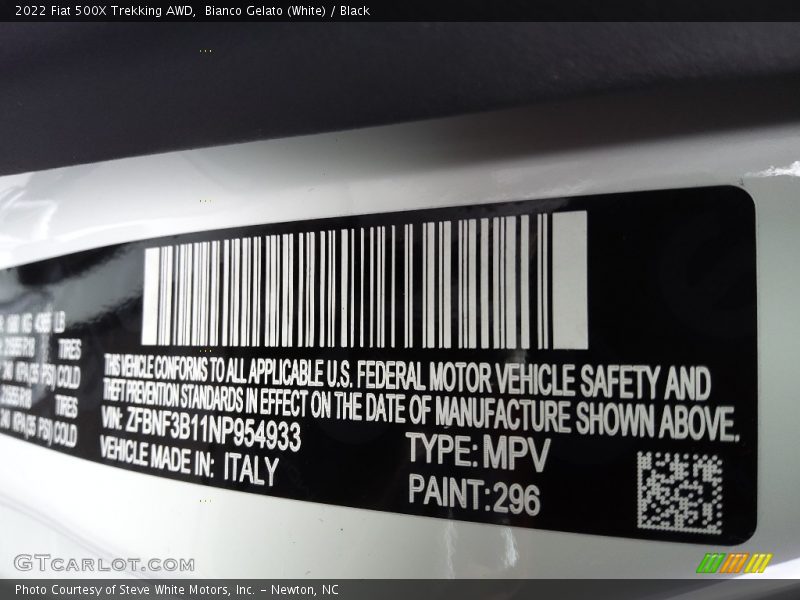 2022 Fiat 500X Trekking AWD, Bianco Gelato (White) / Black
LB
TIRES
COLD
TIRES
COLD
THIS VEHICLE CONFORMS TO ALL APPLICABLE U.S. FEDERAL MOTOR VEHICLE SAFETY AND
THEFT PREVENTION STANDARDS IN EFFECT ON THE DATE OF MANUFACTURE SHOWN ABOVE.
VIN: ZFBNF3B11NP954933
TYPE: MPV
VEHICLE MADE IN: ITALY
PAINT: 296
GTCARLOT.COM
Photo Courtesy of Steve White Motors, Inc. - Newton, NC